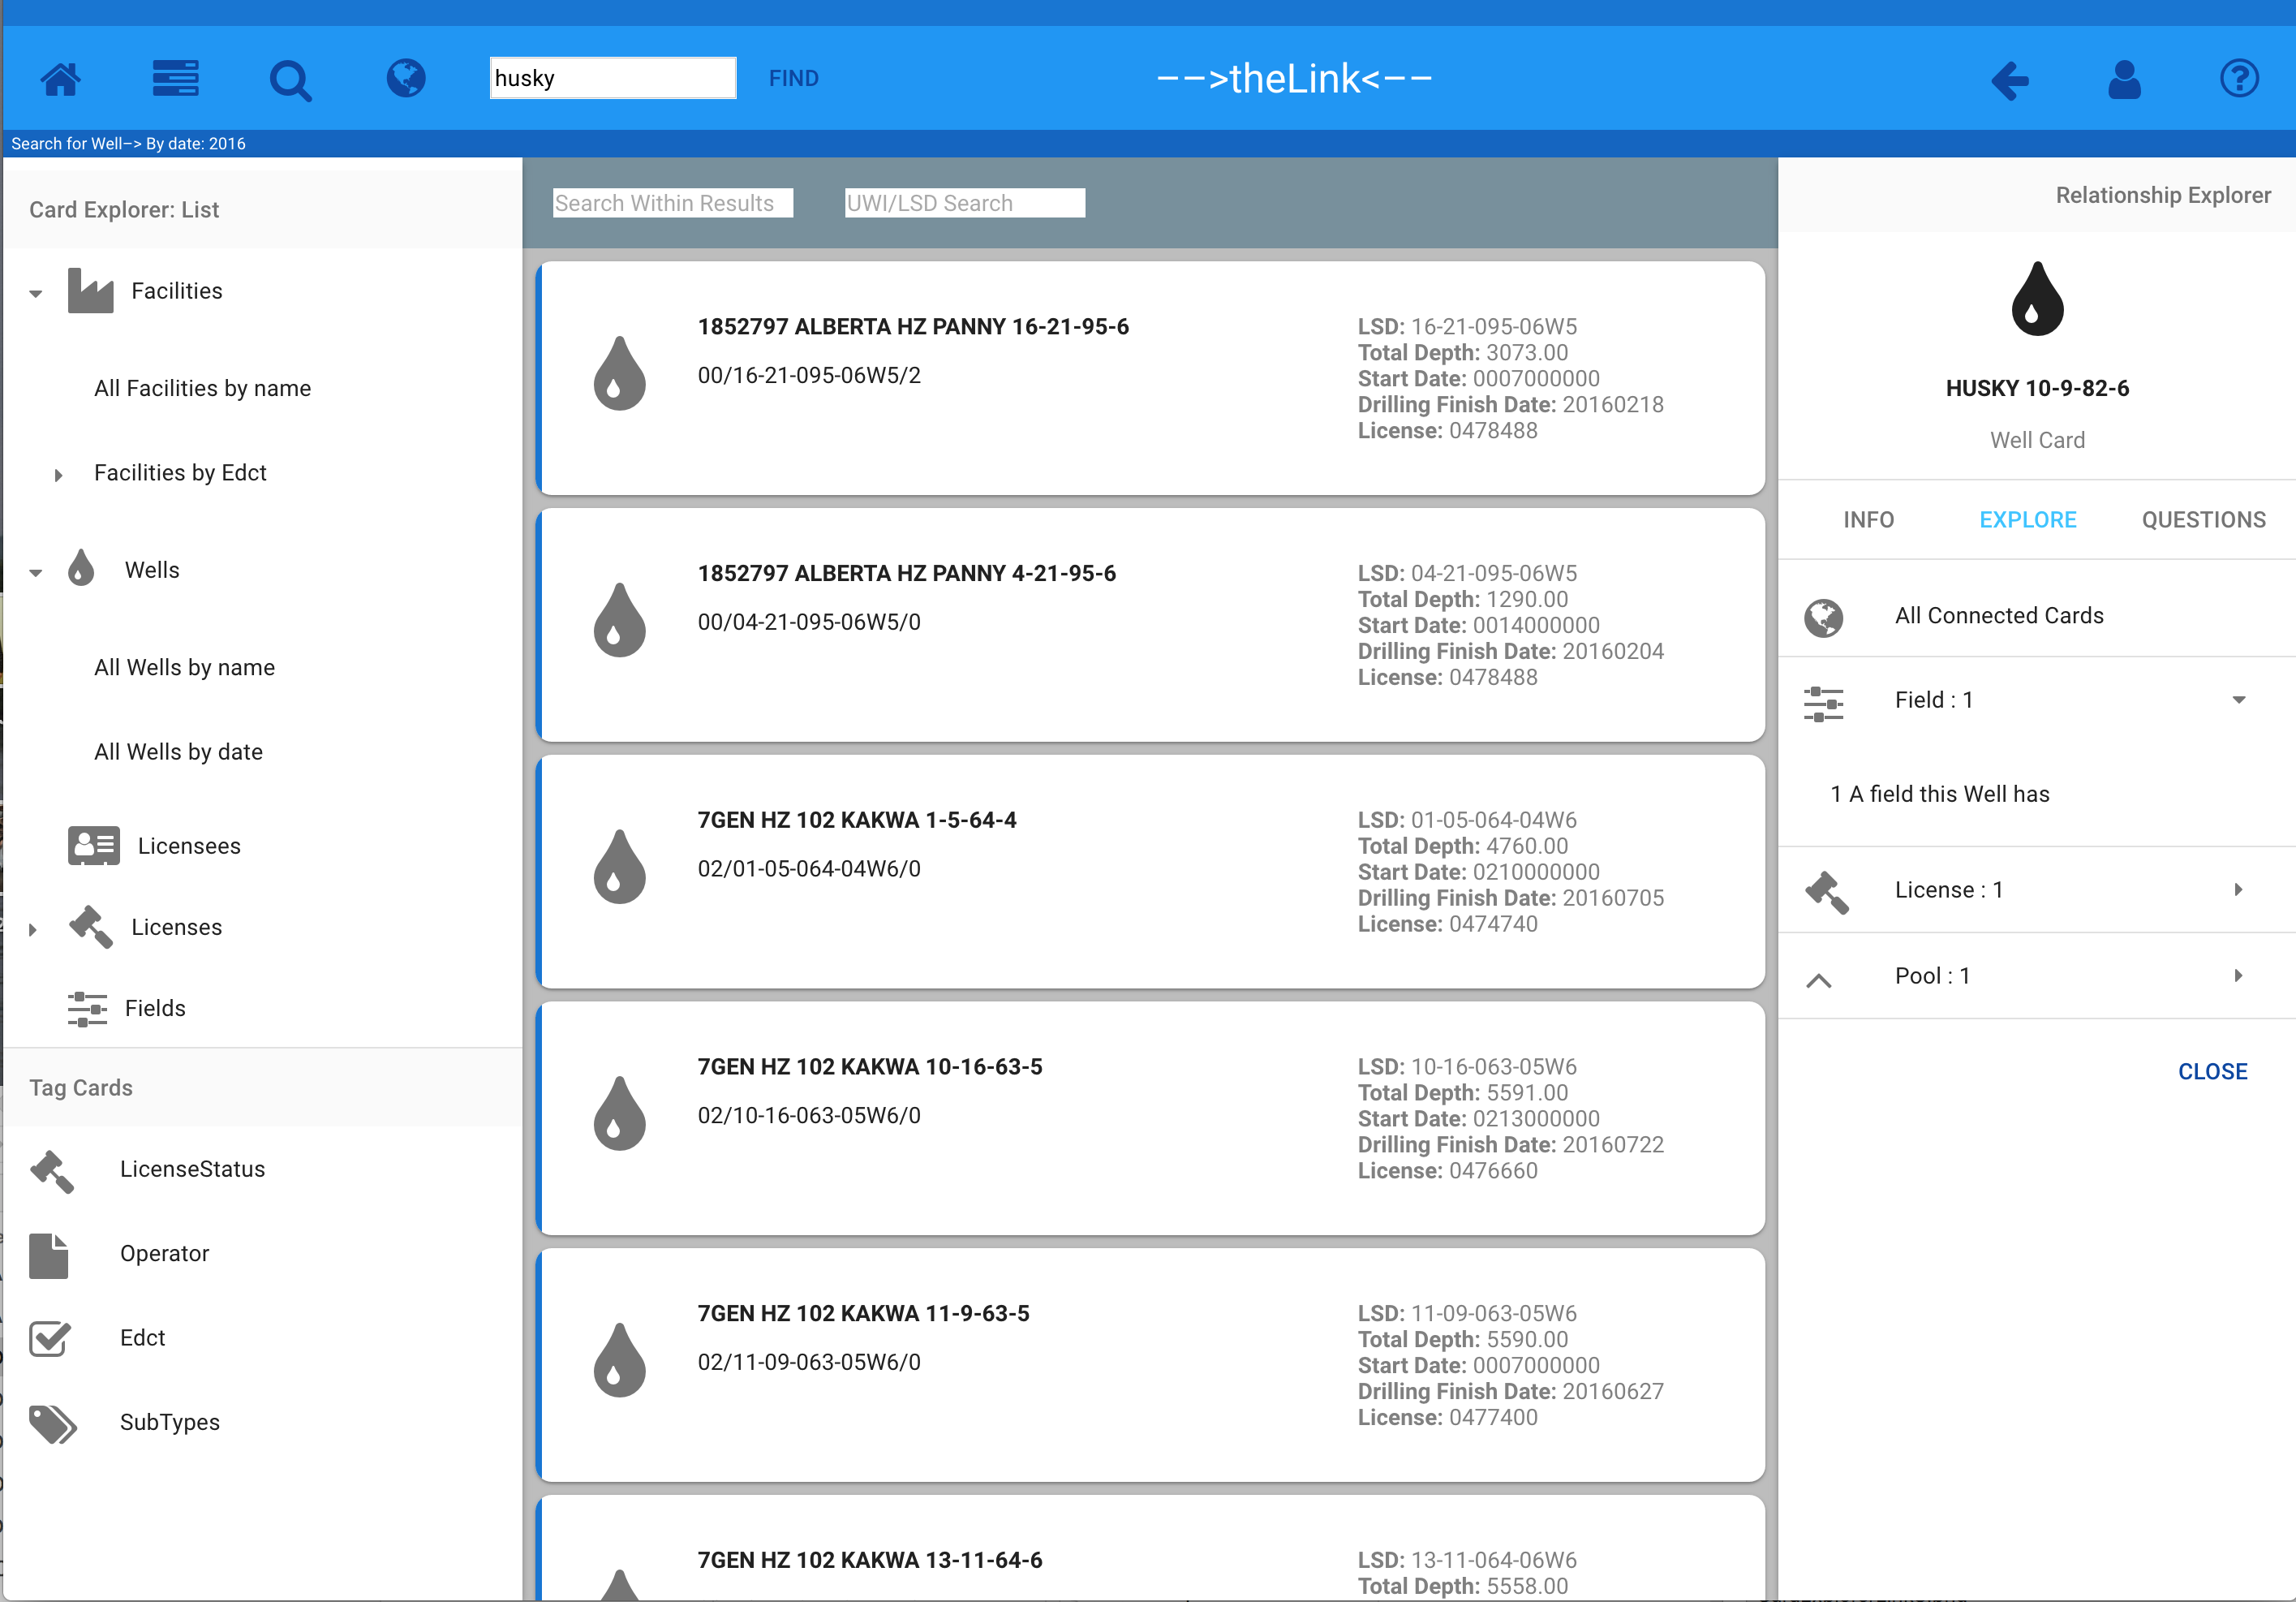 husky
FIND
-->theLink<--
Search for Well-> By date: 2016
Card Explorer: List
Facilities
All Facilities by name
Facilities by Edct
Wells
All Wells by name
All Wells by date
Licensees
Licenses
Fields
Tag Cards
LicenseStatus
Operator
Edct
SubTypes
Search Within Results
UWI/LSD Search
1852797 ALBERTA HZ PANNY 16-21-95-6
00/16-21-095-06W5/2
LSD: 16-21-095-06W5
Total Depth: 3073.00
Start Date: 0007000000
Drilling Finish Date: 20160218
License: 0478488
1852797 ALBERTA HZ PANNY 4-21-95-6
00/04-21-095-06W5/0
LSD: 04-21-095-06W5
Total Depth: 1290.00
Start Date: 0014000000
Drilling Finish Date: 20160204
License: 0478488
7GEN HZ 102 KAKWA 1-5-64-4
02/01-05-064-04W6/0
LSD: 01-05-064-04W6
Total Depth: 4760.00
Start Date: 0210000000
Drilling Finish Date: 20160705
License: 0474740
7GEN HZ 102 KAKWA 10-16-63-5
02/10-16-063-05W6/0
LSD: 10-16-063-05W6
Total Depth: 5591.00
Start Date: 0213000000
Drilling Finish Date: 20160722
License: 0476660
7GEN HZ 102 KAKWA 11-9-63-5
02/11-09-063-05W6/0
LSD: 11-09-063-05W6
Total Depth: 5590.00
Start Date: 0007000000
Drilling Finish Date: 20160627
License: 0477400
7GEN HZ 102 KAKWA 13-11-64-6
LSD: 13-11-064-06W6
Total Depth: 5558.00
Relationship Explorer
HUSKY 10-9-82-6
Well Card
INFO
EXPLORE
QUESTIONS
All Connected Cards
Field : 1
1 A field this Well has
License : 1
Pool : 1
CLOSE